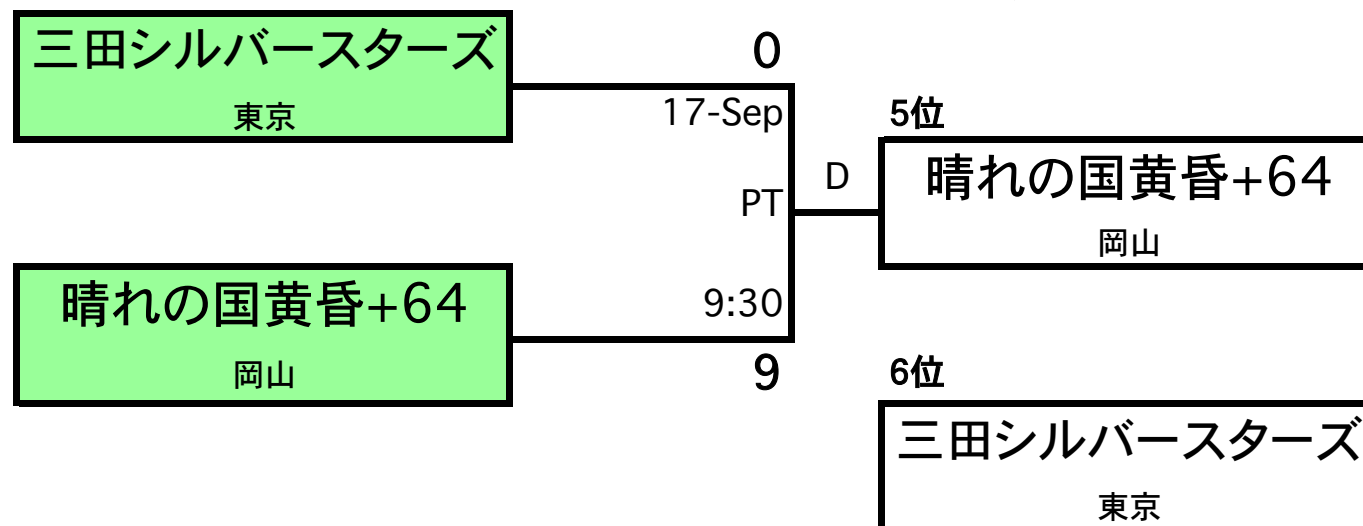 三田シルバースターズ
東京
0
17-Sep
PT
9:30
9
晴れの国黄昏+64
岡山
D
5位
晴れの国黄昏+64
岡山
6位
三田シルバースターズ
東京